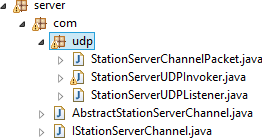 server
com
udp
StationServerChannelPacket.java
StationServerUDPInvoker.java
StationServerUDPListener.java
AbstractStationServerChannel.java
IStationServerChannel.java